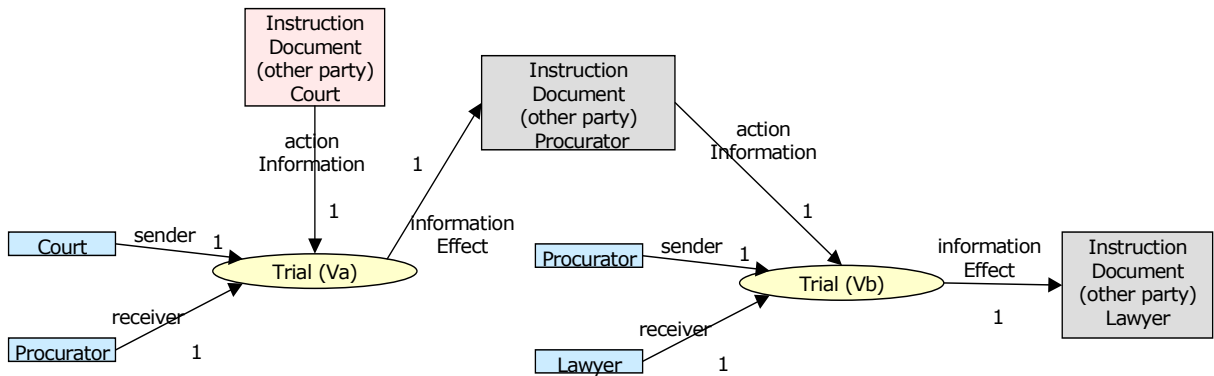 Instruction
Document
(other party)
Court
Instruction
Document
(other party)
Procurator
action
Information
1
action
Information
1
1
information
Effect
1
Court
sender
1
Trial (Va)
receiver
1
Procurator
Procurator
sender
1
Trial (Vb)
receiver
1
Lawyer
information
Effect
1
Instruction
Document
(other party)
Lawyer